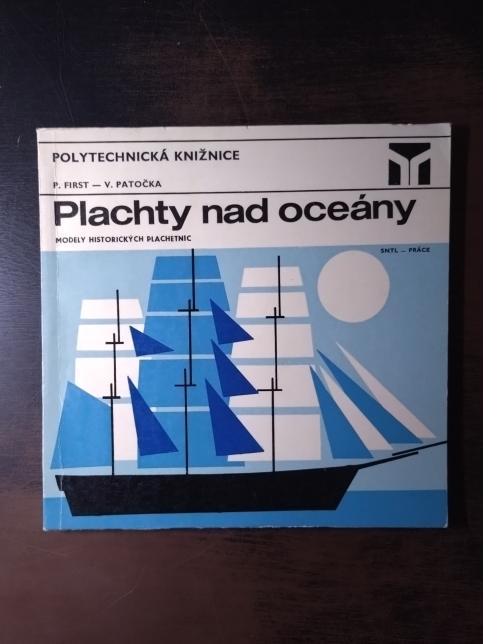 POLYTECHNICKÁ KNIŽNICE
P. FIRST — V. PATOČKA
Plachty nad oceány
MODELY HISTORICKÝCH PLACHETNIC
SNTL — PRÁCE